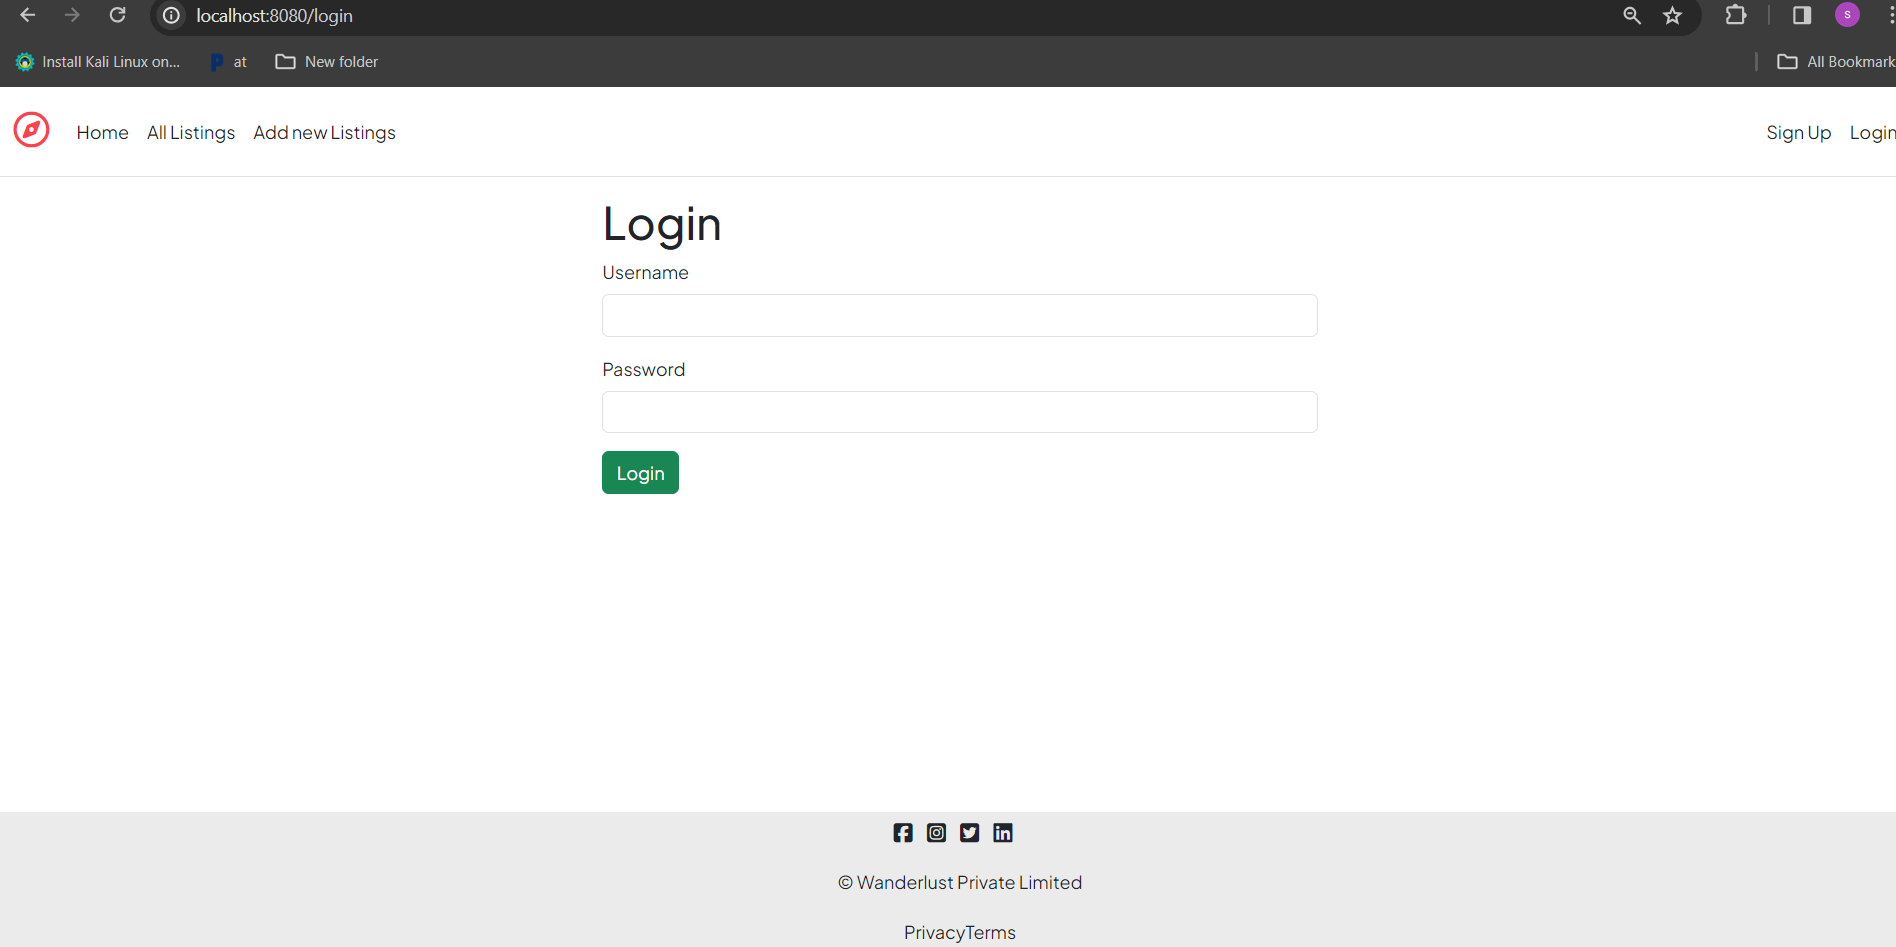 localhost:8080/login
S
Install Kali Linux on...
at
New folder
All Bookmark
Home
All Listings
Add new Listings
Sign Up
Login
Login
Username
Password
Login
© Wanderlust Private Limited
PrivacyTerms